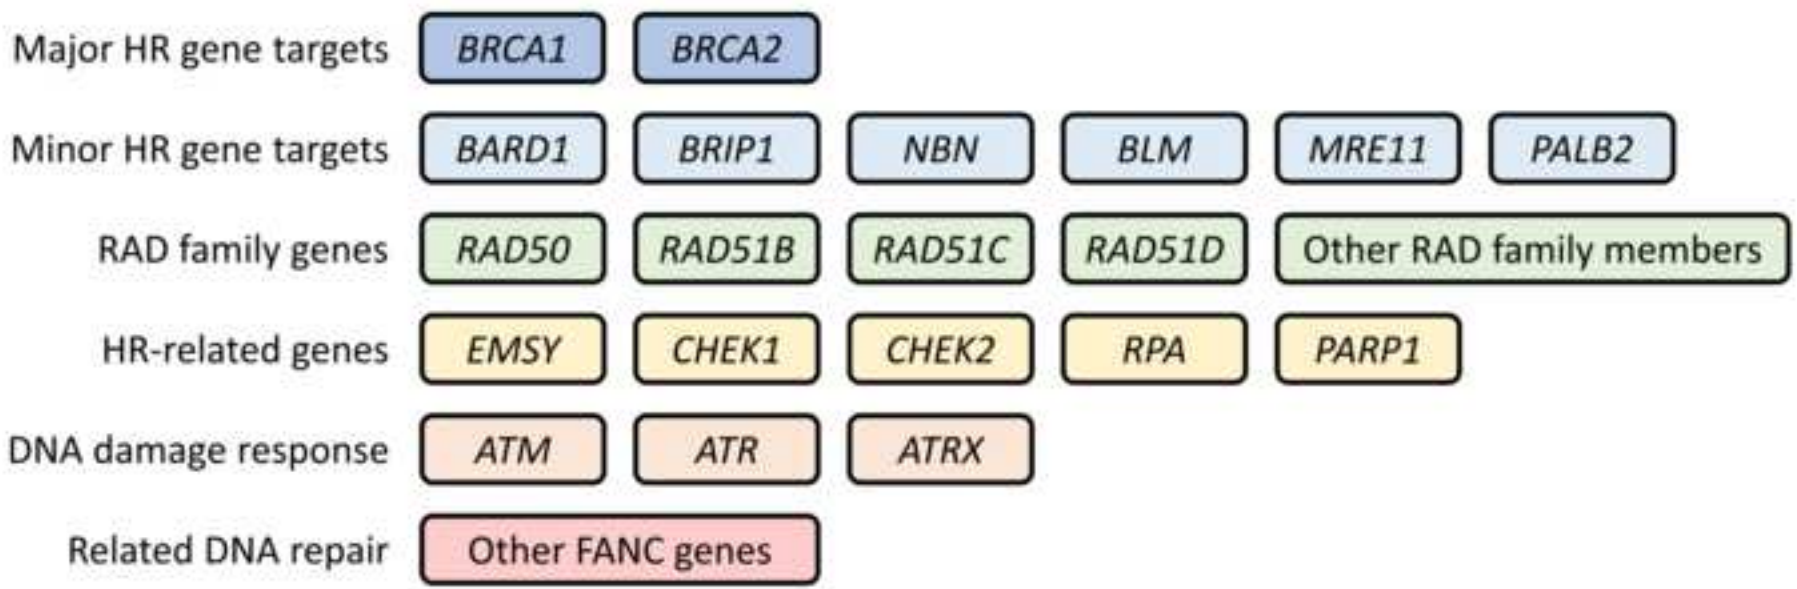 Major HR gene targets BRCA1 BRCA2
Minor HR gene targets BARD1 BRIP1 NBN BLM MRE11 PALB2
RAD family genes RAD50 RAD51B RAD51C RAD51D Other RAD family members
HR-related genes EMSY CHEK1 CHEK2 RPA PARP1
DNA damage response ATM ATR ATRX
Related DNA repair Other FANC genes